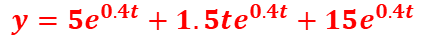 y = 5e^{0.4t} + 1.5te^{0.4t} + 15e^{0.4t}